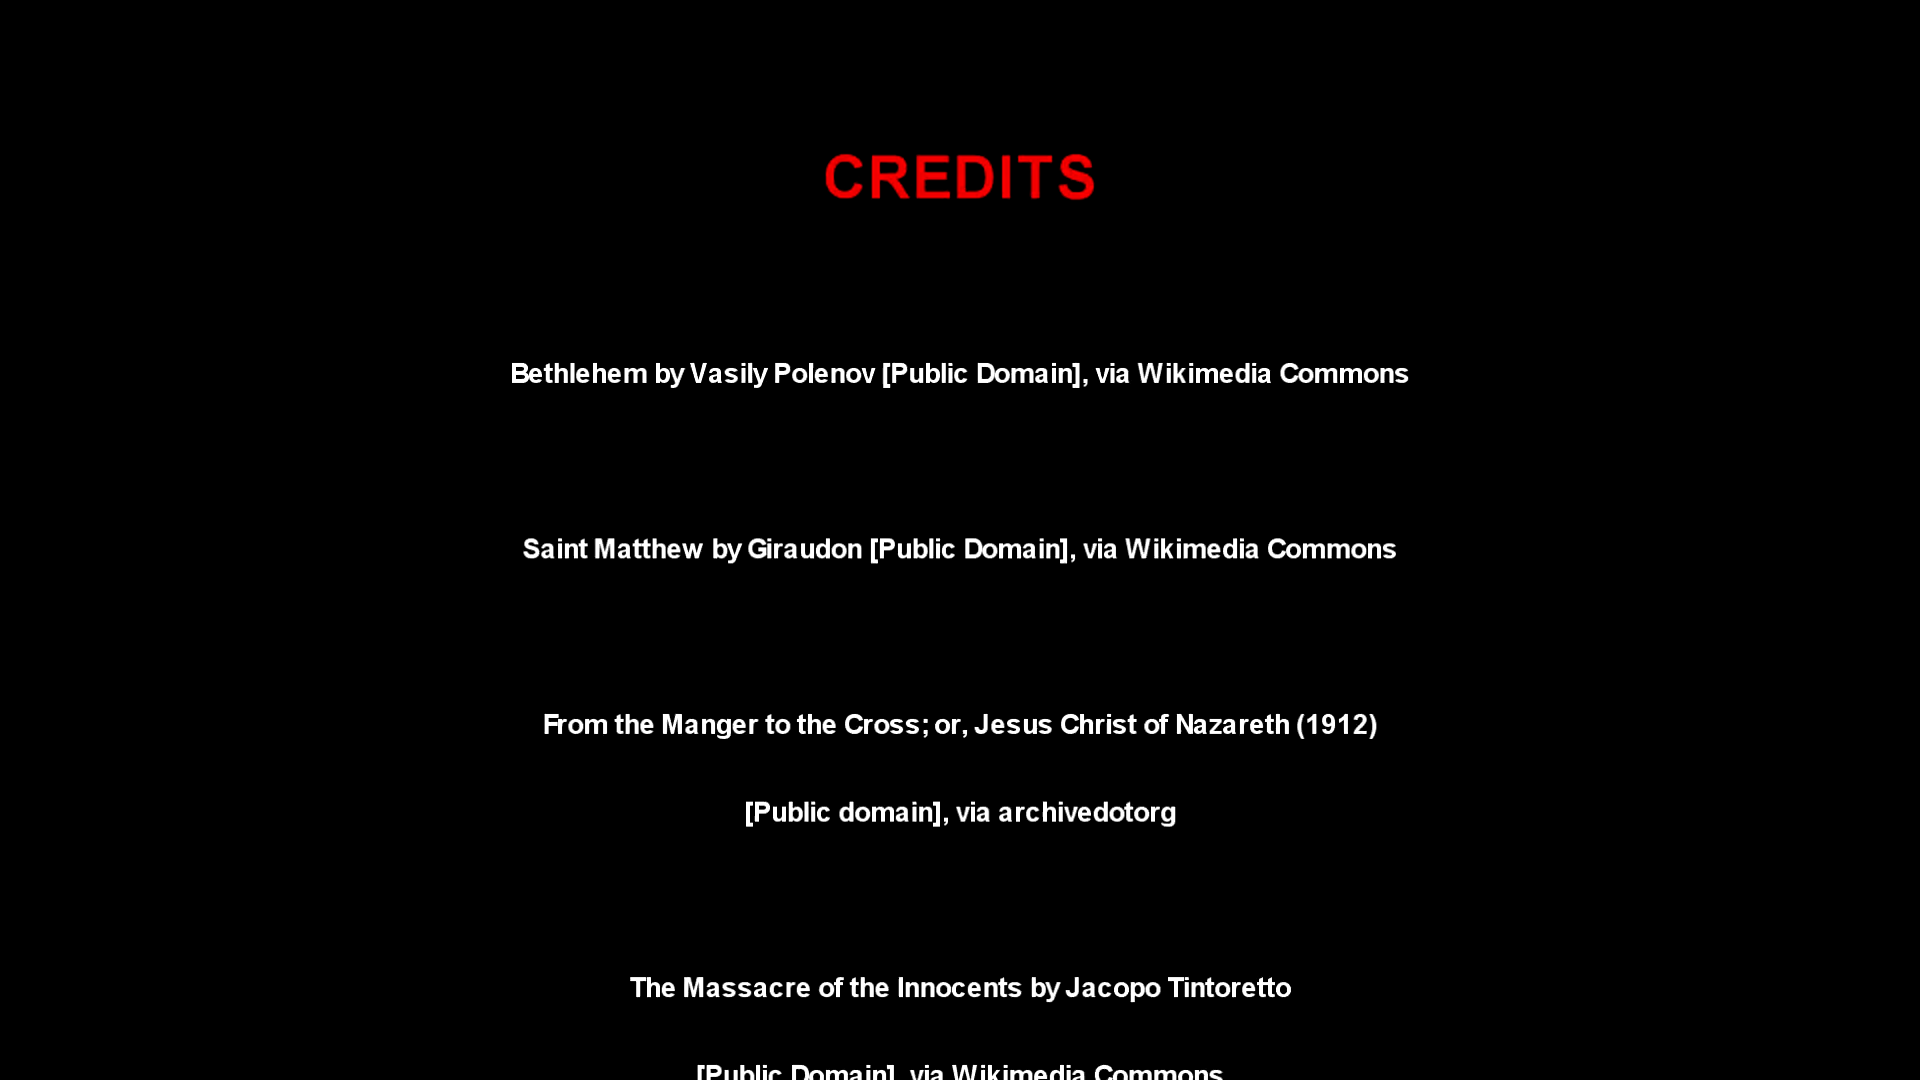 CREDITS
Bethlehem by Vasily Polenov [Public Domain], via Wikimedia Commons
Saint Matthew by Giraudon [Public Domain], via Wikimedia Commons
From the Manger to the Cross; or, Jesus Christ of Nazareth (1912)
[Public domain], via archivedotorg
The Massacre of the Innocents by Jacopo Tintoretto
[Public Domain], via Wikimedia Commons